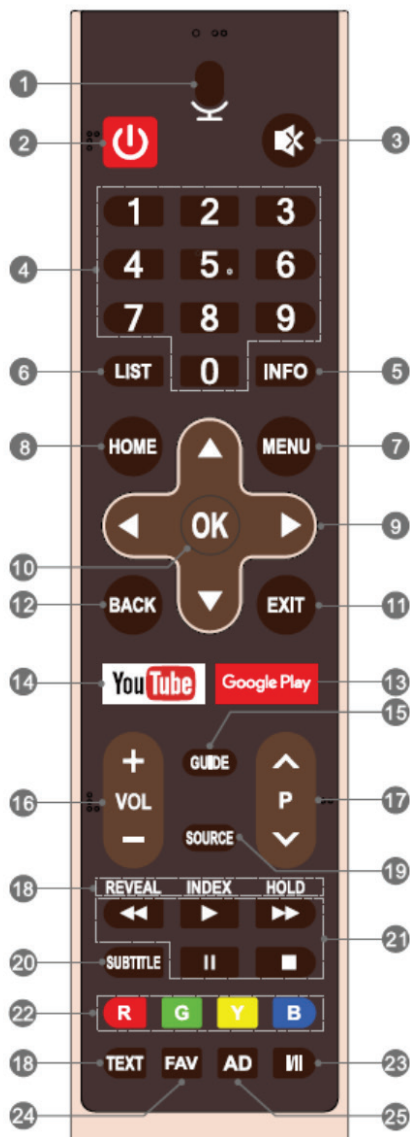 1
2
3
1 2 3
4
4 5 6
7 8 9
6
LIST 0 INFO
5
8
HOME
MENU
7
OK
9
10
12
BACK
EXIT
11
14
YouTube
Google Play
13
15
GUIDE
16
+
VOL
-
P
17
SOURCE
19
18
REVEAL INDEX HOLD
21
20
SUBTITLE
22
R G Y B
18
TEXT FAV AD I/II
23
24
25